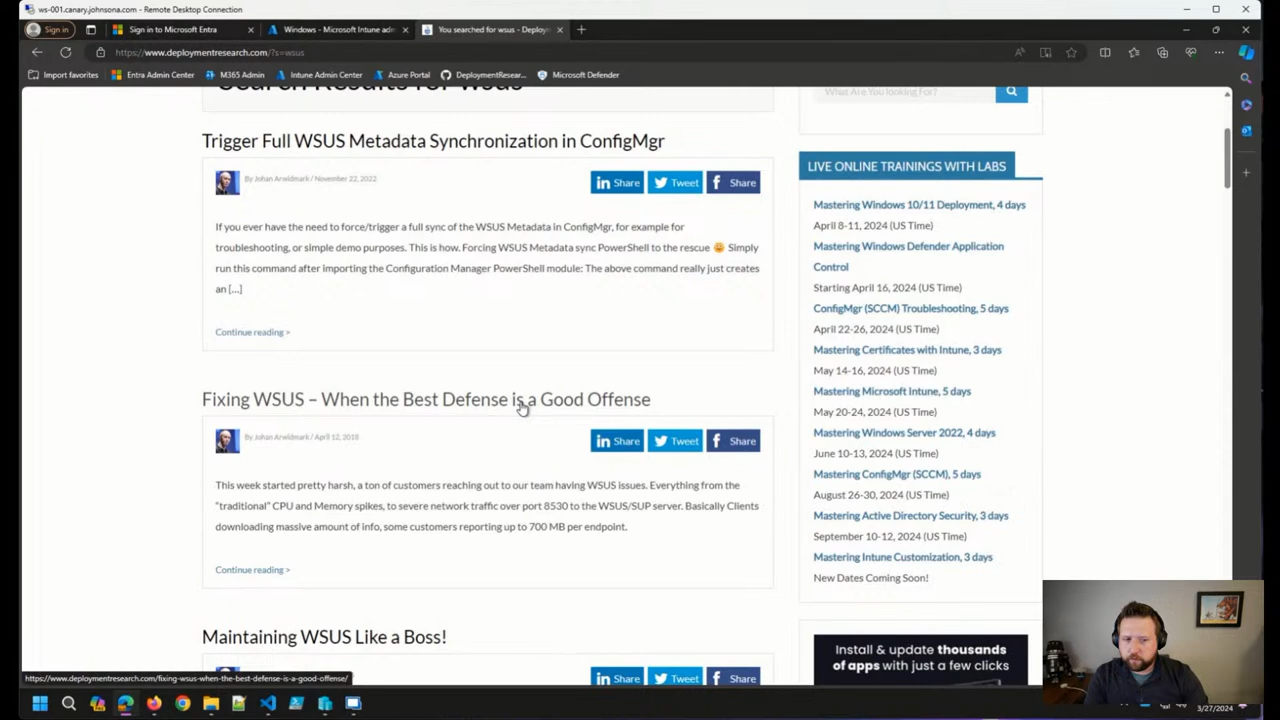 ws-001.canary.johnsona.com - Remote Desktop Connection
Sign in
Sign in to Microsoft Entra
Windows - Microsoft Intune adm
You searched for wsus - Deploy
https://www.deploymentresearch.com/?s=wsus
Import favorites
Entra Admin Center
M365 Admin
Intune Admin Center
Azure Portal
DeploymentResear...
Microsoft Defender
Search Results for wsus
What Are You looking For?
Trigger Full WSUS Metadata Synchronization in ConfigMgr
By Johan Arwidmark / November 22, 2022
Share
Tweet
Share
If you ever have the need to force/trigger a full sync of the WSUS Metadata in ConfigMgr, for example for
troubleshooting, or simple demo purposes. This is how. Forcing WSUS Metadata sync PowerShell to the rescue 😀 Simply
run this command after importing the Configuration Manager PowerShell module: The above command really just creates
an […]
Continue reading >
Fixing WSUS – When the Best Defense is a Good Offense
By Johan Arwidmark / April 12, 2018
Share
Tweet
Share
This week started pretty harsh, a ton of customers reaching out to our team having WSUS issues. Everything from the
“traditional” CPU and Memory spikes, to severe network traffic over port 8530 to the WSUS/SUP server. Basically Clients
downloading massive amount of info, some customers reporting up to 700 MB per endpoint.
Continue reading >
Maintaining WSUS Like a Boss!
Share
Tweet
Share
LIVE ONLINE TRAININGS WITH LABS
Mastering Windows 10/11 Deployment, 4 days
April 8-11, 2024 (US Time)
Mastering Windows Defender Application
Control
Starting April 16, 2024 (US Time)
ConfigMgr (SCCM) Troubleshooting, 5 days
April 22-26, 2024 (US Time)
Mastering Certificates with Intune, 3 days
May 14-16, 2024 (US Time)
Mastering Microsoft Intune, 5 days
May 20-24, 2024 (US Time)
Mastering Windows Server 2022, 4 days
June 10-13, 2024 (US Time)
Mastering ConfigMgr (SCCM), 5 days
August 26-30, 2024 (US Time)
Mastering Active Directory Security, 3 days
September 10-12, 2024 (US Time)
Mastering Intune Customization, 3 days
New Dates Coming Soon!
Install & update thousands
of apps with just a few clicks
https://www.deploymentresearch.com/fixing-wsus-when-the-best-defense-is-a-good-offense/
3/27/2024